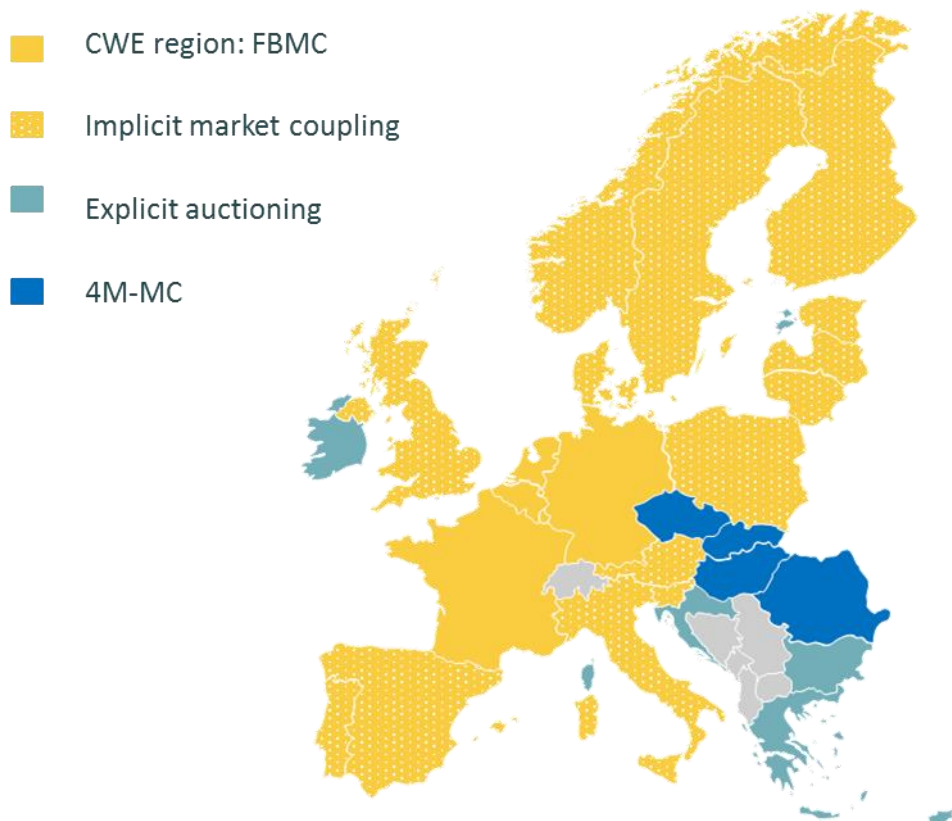 CWE region: FBMC
Implicit market coupling
Explicit auctioning
4M-MC